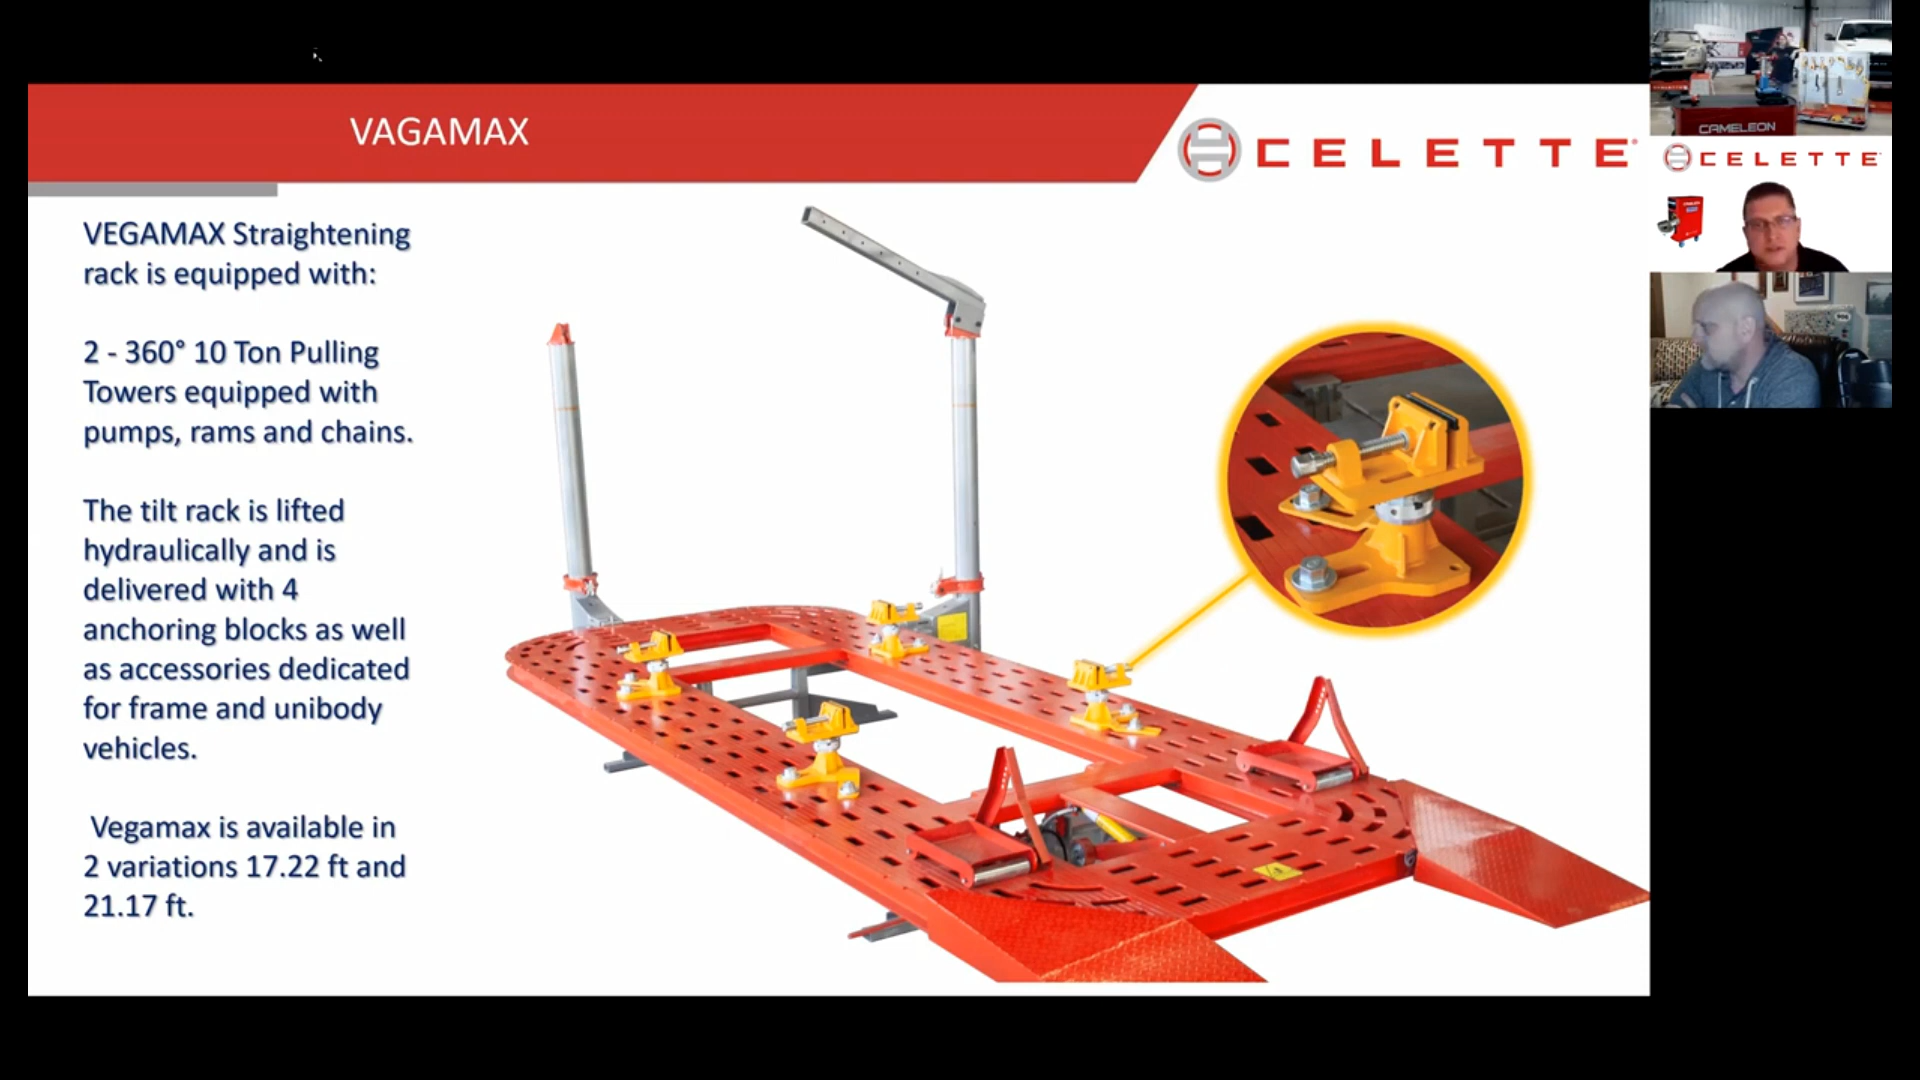 VAGAMAX
CELETTE
VEGAMAX Straightening
rack is equipped with:
2 - 360° 10 Ton Pulling
Towers equipped with
pumps, rams and chains.
The tilt rack is lifted
hydraulically and is
delivered with 4
anchoring blocks as well
as accessories dedicated
for frame and unibody
vehicles.
Vegamax is available in
2 variations 17.22 ft and
21.17 ft.
CAMELEON
CELETTE